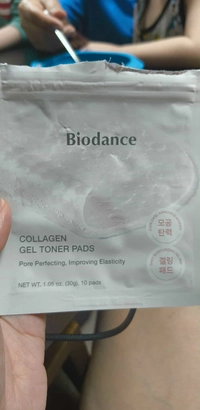 Biodance
모공
탄력
COLLAGEN
GEL TONER PADS
Pore Perfecting, Improving Elasticity
겔링
패드
NET WT. 1.05 oz. (30g), 10 pads